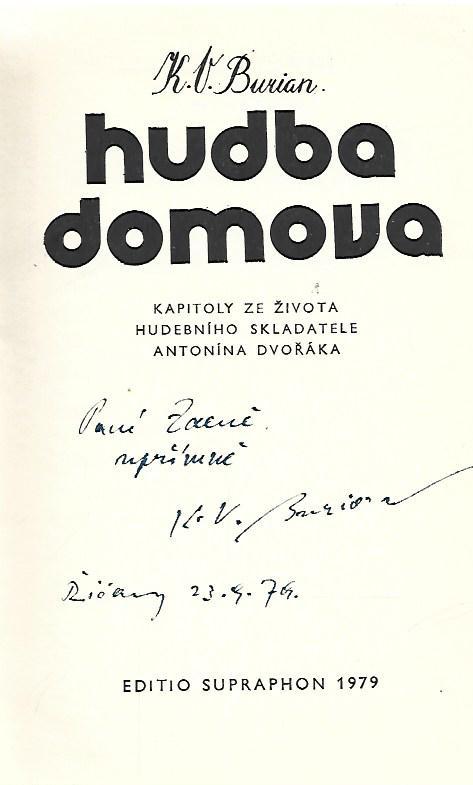 K. V. Burian.
hudba
domova
KAPITOLY ZE ŽIVOTA
HUDEBNÍHO SKLADATELE
ANTONÍNA DVOŘÁKA
Paní Zdeně
upřímně
K. V. Burian
Říčany 23. 9. 79.
EDITIO SUPRAPHON 1979